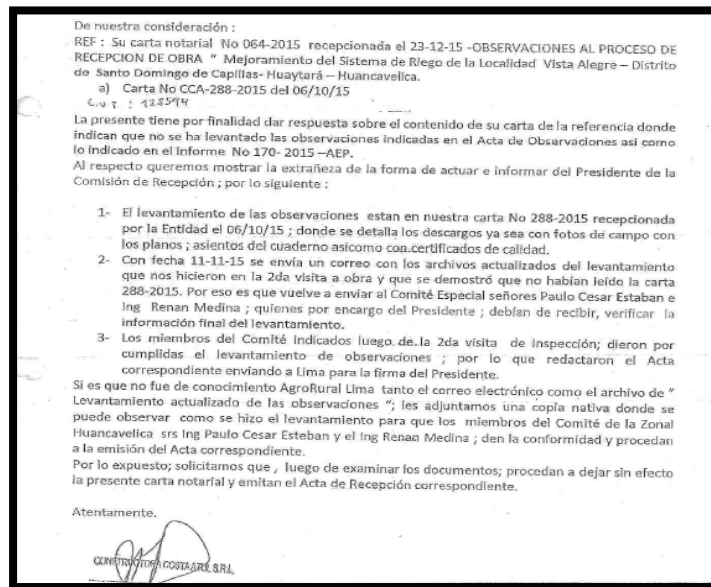 De nuestra consideración :
REF : Su carta notarial No 064-2015 recepcionada el 23-12-15 -OBSERVACIONES AL PROCESO DE
RECEPCION DE OBRA " Mejoramiento del Sistema de Riego de la Localidad Vista Alegre – Distrito
de Santo Domingo de Capillas- Huaytará – Huancavelica.
a) Carta No CCA-288-2015 del 06/10/15
C.U.T : 128594
La presente tiene por finalidad dar respuesta sobre el contenido de su carta de la referencia donde
indican que no se ha levantado las observaciones indicadas en el Acta de Observaciones asi como
lo indicado en el Informe No 170- 2015 –AEP.
Al respecto queremos mostrar la extrañeza de la forma de actuar e informar del Presidente de la
Comisión de Recepción ; por lo siguiente :
1- El levantamiento de las observaciones estan en nuestra carta No 288-2015 recepcionada
por la Entidad el 06/10/15 ; donde se detalla los descargos ya sea con fotos de campo con
los planos ; asientos del cuaderno asicomo con certificados de calidad.
2- Con fecha 11-11-15 se envía un correo con los archivos actualizados del levantamiento
que nos hicieron en la 2da visita a obra y que se demostró que no habían leído la carta
288-2015. Por eso es que vuelve a enviar al Comité Especial señores Paulo Cesar Estaban e
Ing Renan Medina ; quienes por encargo del Presidente ; debían de recibir, verificar la
información final del levantamiento.
3- Los miembros del Comité indicados luego de la 2da visita de inspección; dieron por
cumplidas el levantamiento de observaciones ; por lo que redactaron el Acta
correspondiente enviando a Lima para la firma del Presidente.
Si es que no fue de conocimiento AgroRural Lima tanto el correo electrónico como el archivo de "
Levantamiento actualizado de las observaciones "; les adjuntamos una copia nativa donde se
puede observar como se hizo el levantamiento para que los miembros del Comité de la Zonal
Huancavelica srs Ing Paulo Cesar Esteban y el Ing Renan Medina ; den la conformidad y procedan
a la emisión del Acta correspondiente.
Por lo expuesto; solicitamos que , luego de examinar los documentos; procedan a dejar sin efecto
la presente carta notarial y emitan el Acta de Recepción correspondiente.
Atentamente.
CONSTRUCTORA COSTA AZUL S.R.L.